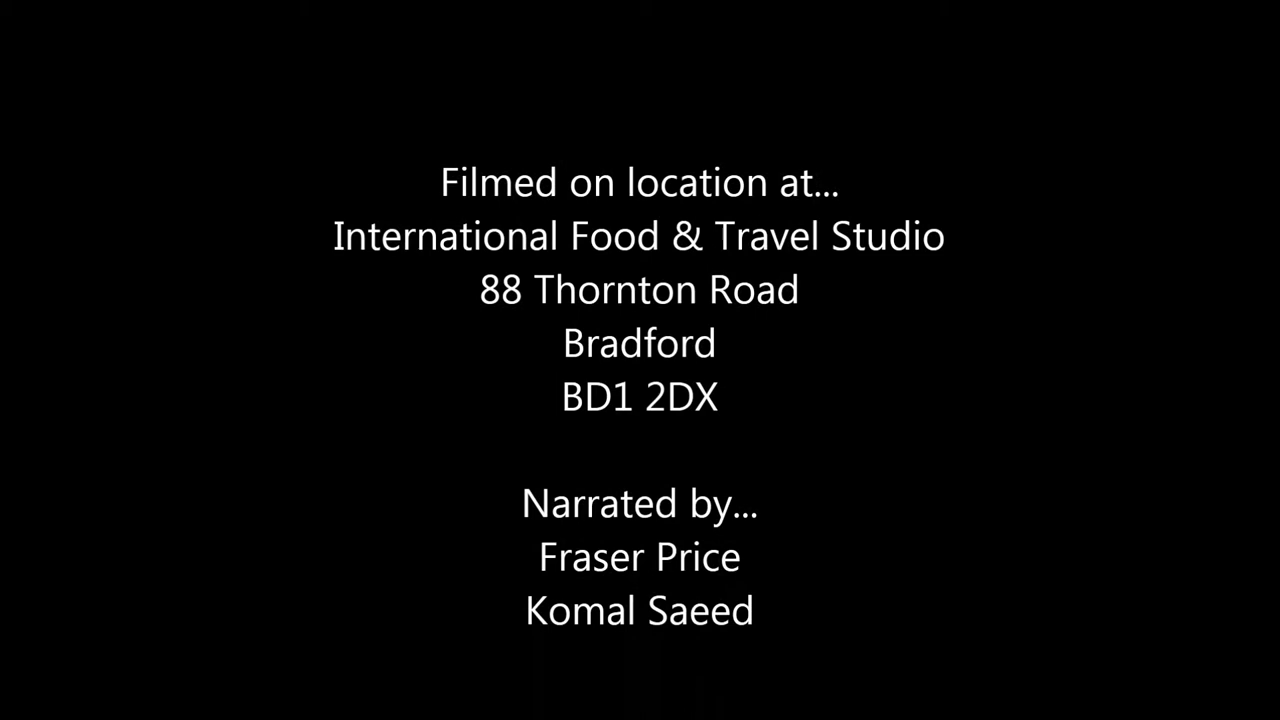 Filmed on location at...
International Food & Travel Studio
88 Thornton Road
Bradford
BD1 2DX
Narrated by...
Fraser Price
Komal Saeed